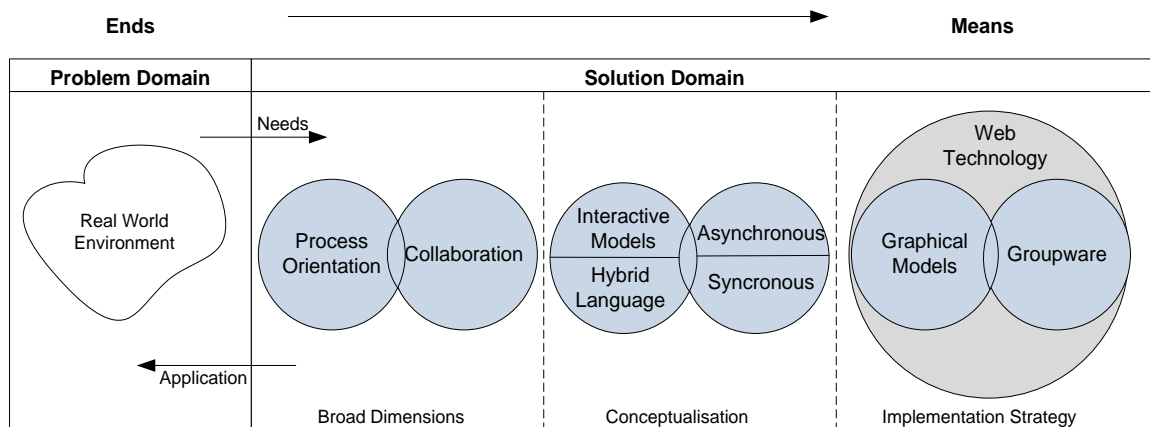 Ends
Means
Problem Domain
Solution Domain
Needs
Real World
Environment
Application
Process
Orientation
Collaboration
Broad Dimensions
Interactive
Models
Hybrid
Language
Asynchronous
Syncronous
Conceptualisation
Web
Technology
Graphical
Models
Groupware
Implementation Strategy